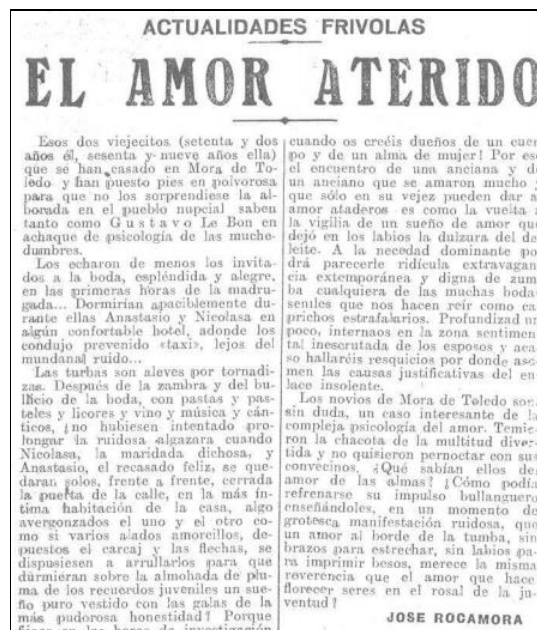 ACTUALIDADES FRIVOLAS
EL AMOR ATERIDO
Esos dos viejecitos (setenta y dos
años él, sesenta y nueve años ella)
que se han casado en Mora de To-
ledo y han puesto pies en polvorosa
para que no los sorprendiese la al-
borada en el pueblo nupcial saben
tanto como Gustavo Le Bon en
achaque de psicología de las muche-
dumbres.
Los echaron de menos los invita-
dos a la boda, espléndida y alegre,
en las primeras horas de la madru-
gada... Dormirían apaciblemente du-
rante ellas Anastasio y Nicolasa en
algún confortable hotel, adonde los
condujo prevenido «taxi», lejos del
mundanal ruido...
Las turbas son aleves por tornadi-
zas. Después de la zambra y del bu-
llicio de la boda, con pastas y pas-
teles y licores y vino y música y cán-
ticos, ¿no hubiesen intentado pro-
longar la ruidosa algazara cuando
Nicolasa, la maridada dichosa, y
Anastasio, el recasado feliz, se que-
daran solos, frente a frente, cerrada
la puerta de la calle, en la más ín-
tima habitación de la casa, algo
avergonzados el uno y el otro co-
mo si varios alados amorcillos, de-
puestos el carcaj y las flechas, se
dispusiesen a arrullarlos para que
durmieran sobre la almohada de plu-
ma de los recuerdos juveniles un sue-
ño puro vestido con las galas de la
más pudorosa honestidad? Porque
en las horas de investigación
cuando os creéis dueños de un cuer
po y de un alma de mujer! Por es
el encuentro de una anciana y d
un anciano que se amaron mucho
que sólo en su vejez pueden dar a
amor ataderos es como la vuelta
la vigilia de un sueño de amor qu
dejó en los labios la dulzura del de
leite. A la necedad dominante po
drá parecerle ridícula extravagan
cia extemporánea y digna de zum
ba cualquiera de las muchas boda
seniles que nos hacen reír como ca
prichos estrafalarios. Profundizad u
poco, internaos en la zona sentimen
tal inescrutada de los esposos y aca
so hallaréis resquicios por donde aso
men las causas justificativas del en
lace insolente.
Los novios de Mora de Toledo son,
sin duda, un caso interesante de la
compleja psicología del amor. Temie
ron la chacota de la multitud diver
tida y no quisieron pernoctar con sus
convecinos. ¿Qué sabían ellos de
amor de las almas? ¿Cómo podía
refrenarse su impulso bullanguero
enseñándoles, en un momento de
grotesca manifestación ruidosa, que
un amor al borde de la tumba, sin
brazos para estrechar, sin labios pa-
ra imprimir besos, merece la misma
reverencia que el amor que hace
florecer seres en el rosal de la ju-
ventud?
JOSE ROCAMORA